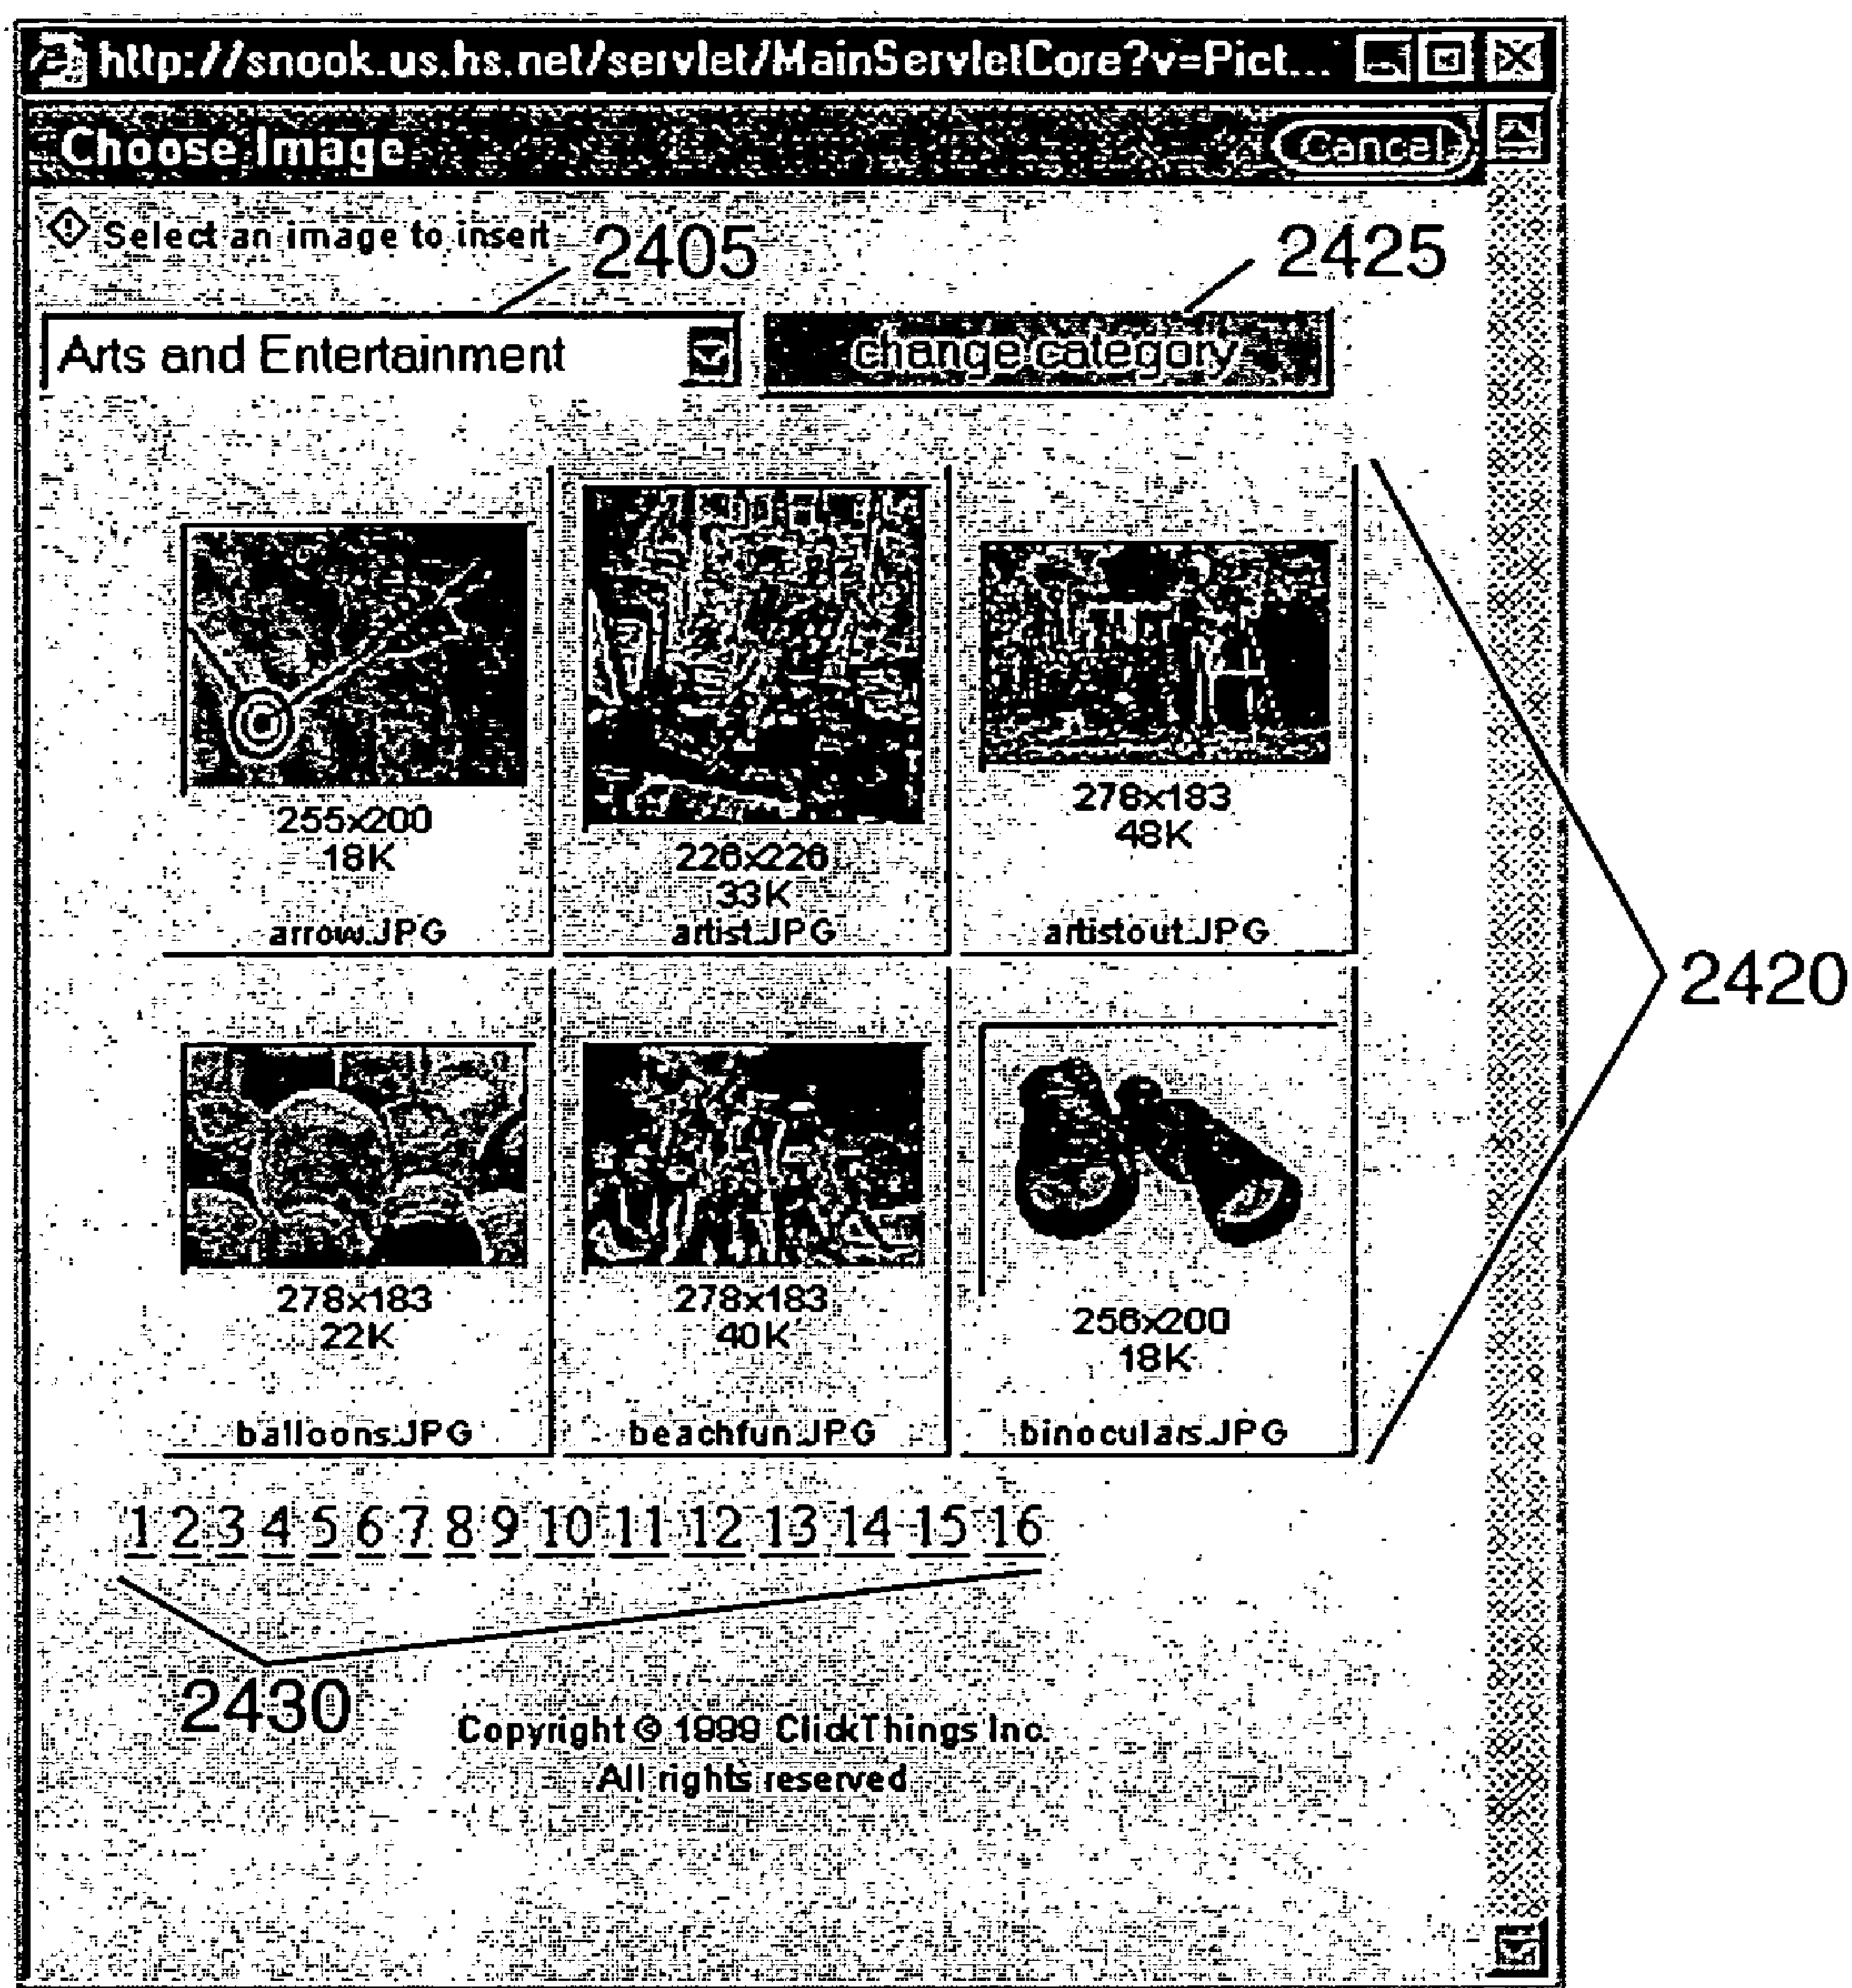 http://snook.us.hs.net/servlet/MainServletCore?v=Pict...
Choose Image
Cancel
Select an image to insert
2405
2425
Arts and Entertainment
change category
255x200
18K
arrow.JPG
226x226
33K
artist.JPG
278x183
48K
artistout.JPG
2420
278x183
22K
balloons.JPG
278x183
40K
beachfun.JPG
256x200
18K
binoculars.JPG
1 2 3 4 5 6 7 8 9 10 11 12 13 14 15 16
2430
Copyright © 1999 ClickThings Inc.
All rights reserved